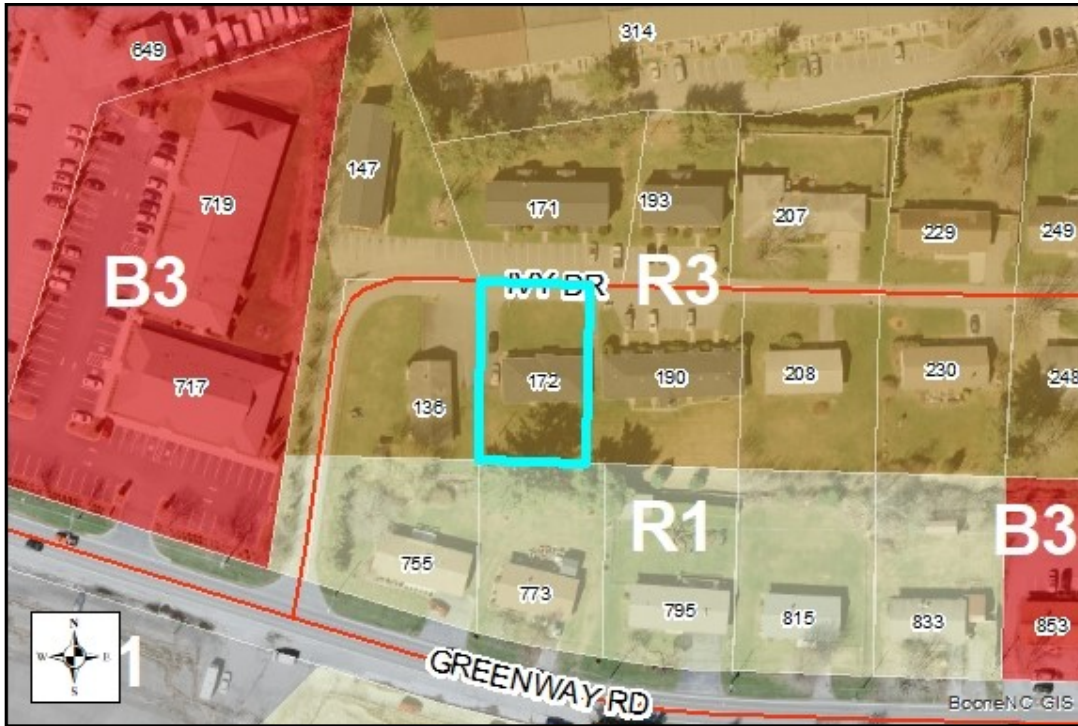 649
314
147
719
171
193
207
229
249
B3
IVY DR
R3
717
136
172
190
208
230
248
R1
B3
755
773
795
815
833
853
N
W E
S
1
GREENWAY RD
BooneNC GIS